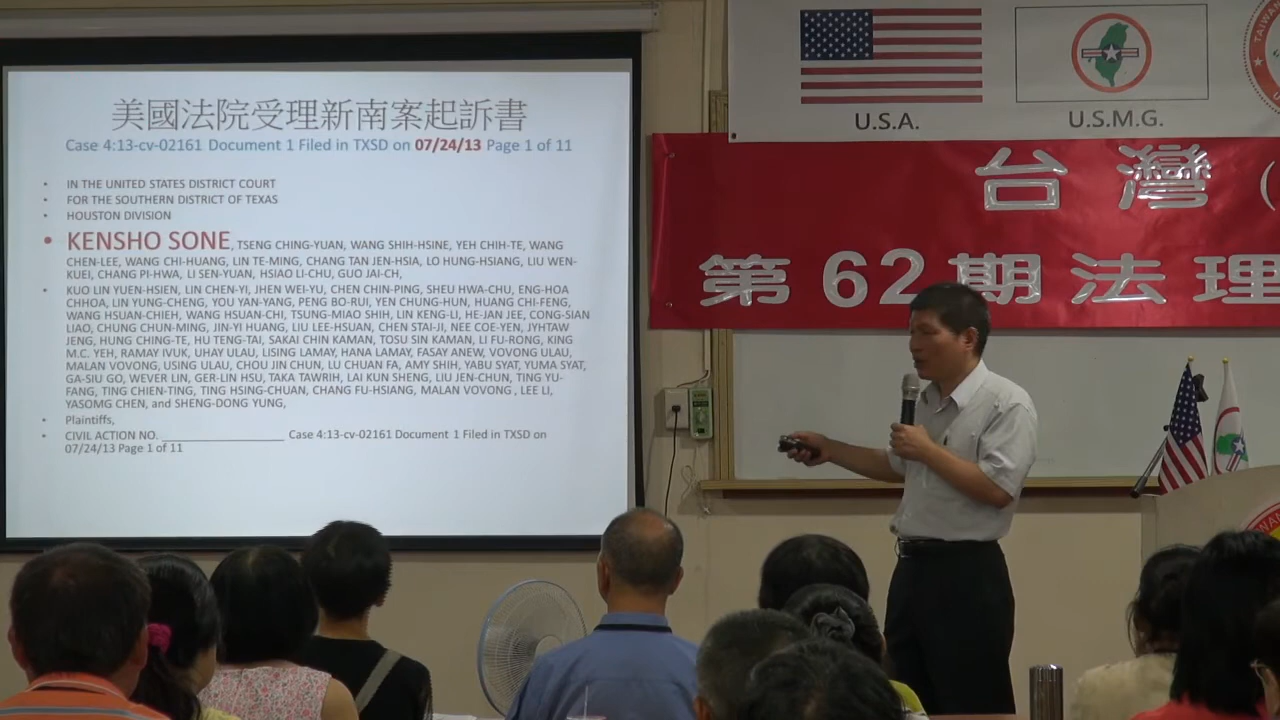 美國法院受理新南案起訴書
Case 4:13-cv-02161 Document 1 Filed in TXSD on 07/24/13 Page 1 of 11
• IN THE UNITED STATES DISTRICT COURT
• FOR THE SOUTHERN DISTRICT OF TEXAS
• HOUSTON DIVISION
• KENSHO SONE, TSENG CHING-YUAN, WANG SHIH-HSINE, YEH CHIH-TE, WANG
CHEN-LEE, WANG CHI-HUANG, LIN TE-MING, CHANG TAN JEN-HSIA, LO HUNG-HSIANG, LIU WEN-
KUEI, CHANG PI-HWA, LI SEN-YUAN, HSIAO LI-CHU, GUO JAI-CH,
• KUO LIN YUEN-HSIEN, LIN CHEN-YI, JHEN WEI-YU, CHEN CHIN-PING, SHEU HWA-CHU, ENG-HOA
CHHOA, LIN YUNG-CHENG, YOU YAN-YANG, PENG BO-RUI, YEN CHUNG-HUN, HUANG CHI-FENG,
WANG HSUAN-CHIEH, WANG HSUAN-CHI, TSUNG-MIAO SHIH, LIN KENG-LI, HE-JAN JEE, CONG-SIAN
LIAO, CHUNG CHUN-MING, JIN-YI HUANG, LIU LEE-HSUAN, CHEN STAI-JI, NEE COE-YEN, JYHTAW
JENG, HUNG CHING-TE, HU TENG-TAI, SAKAI CHIN KAMAN, TOSU SIN KAMAN, LI FU-RONG, KING
M.C. YEH, RAMAY IVUK, UHAY ULAU, LISING LAMAY, HANA LAMAY, FASAY ANEW, VOVONG ULAU,
MALAN VOVONG, USING ULAU, CHOU JIN CHUN, LU CHUAN FA, AMY SHIH, YABU SYAT, YUMA SYAT,
GA-SIU GO, WEVER LIN, GER-LIN HSU, TAKA TAWRIH, LAI KUN SHENG, LIU JEN-CHUN, TING YU-
FANG, TING CHIEN-TING, TING HSING-CHUAN, CHANG FU-HSIANG, MALAN VOVONG, LEE LI,
YASOMG CHEN, and SHENG-DONG YUNG,
• Plaintiffs,
• CIVIL ACTION NO. ____________________ Case 4:13-cv-02161 Document 1 Filed in TXSD on
07/24/13 Page 1 of 11
U.S.A.
U.S.M.G.
台灣(
第62期法理